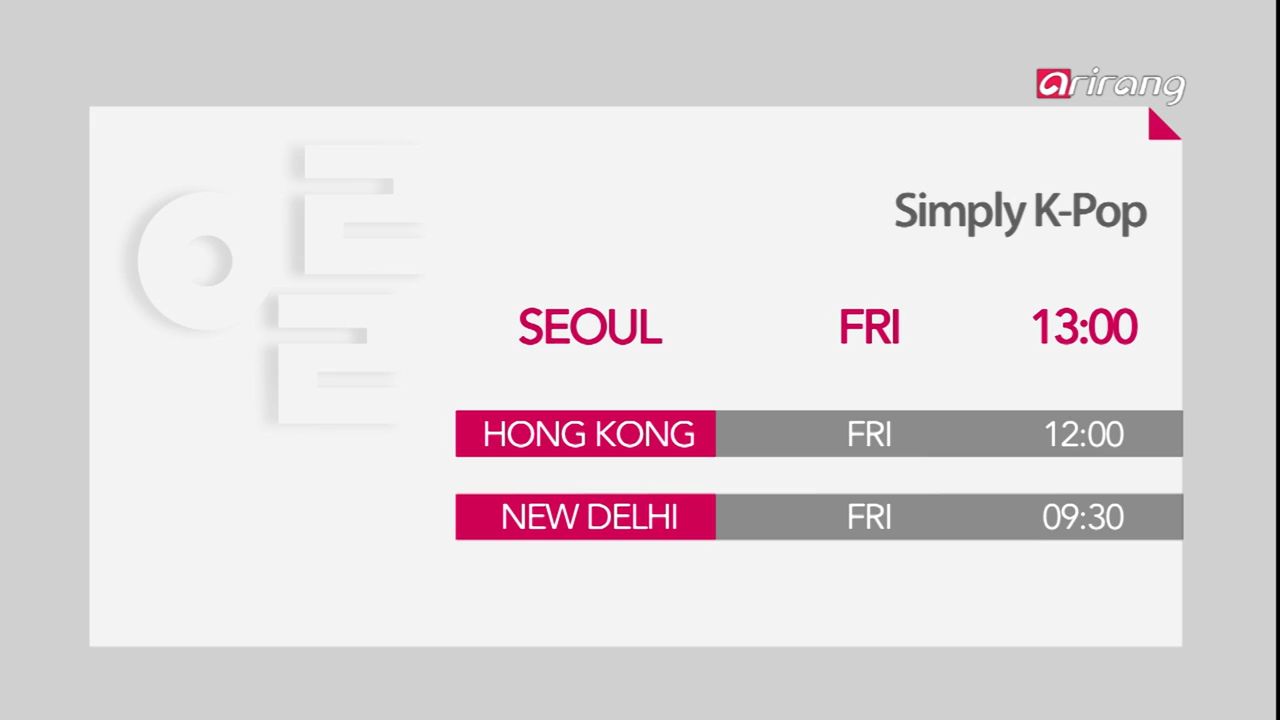 arirang
Simply K-Pop
SEOUL FRI 13:00
HONG KONG FRI 12:00
NEW DELHI FRI 09:30